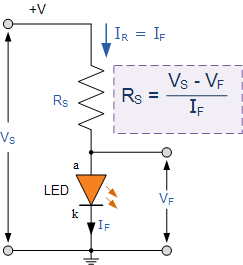 +V
I_R = I_F
R_S
R_S = (V_S - V_F) / I_F
V_S
a
LED
V_F
k
I_F